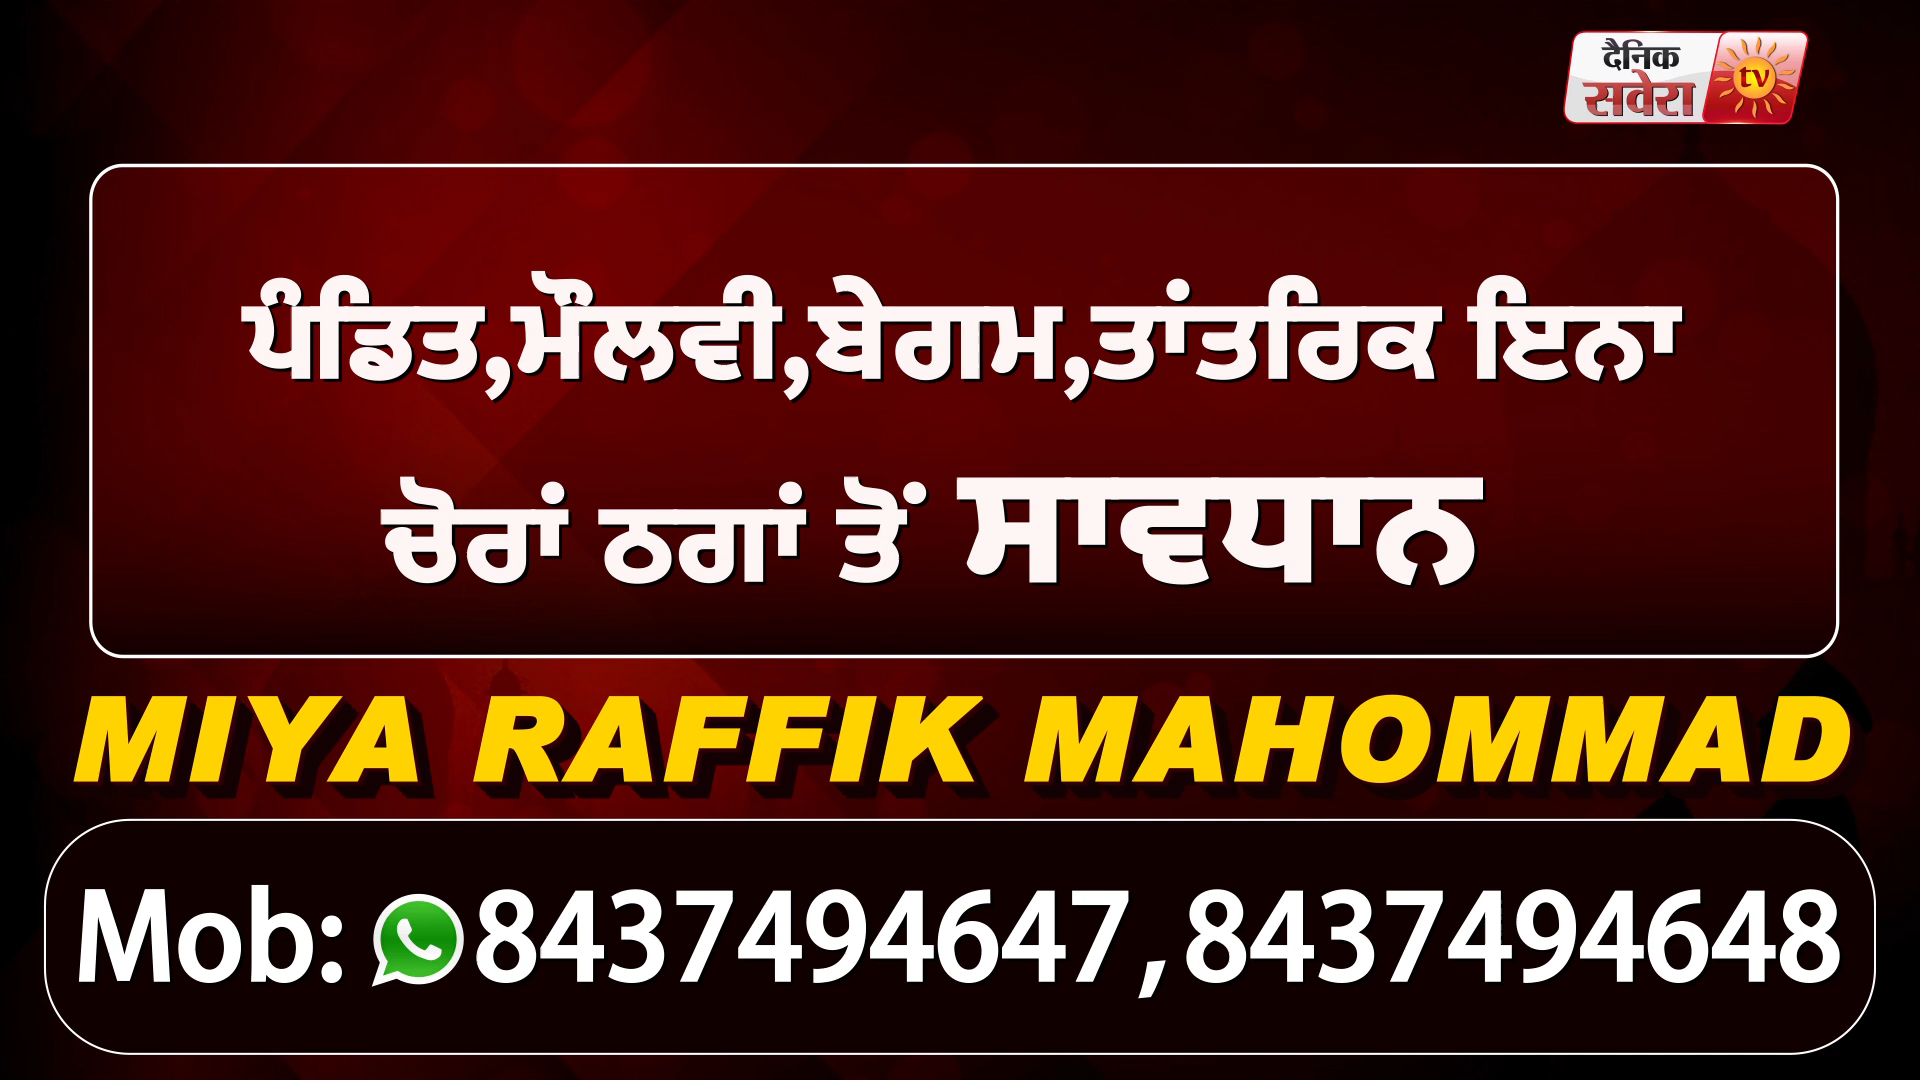 दैनिक
सवेरा
tv
ਪੰਡਿਤ,ਮੌਲਵੀ,ਬੇਗਮ,ਤਾਂਤਰਿਕ ਇਨਾ
ਚੋਰਾਂ ਠਗਾਂ ਤੋਂ ਸਾਵਧਾਨ
MIYA RAFFIK MAHOMMAD
Mob: 8437494647, 8437494648